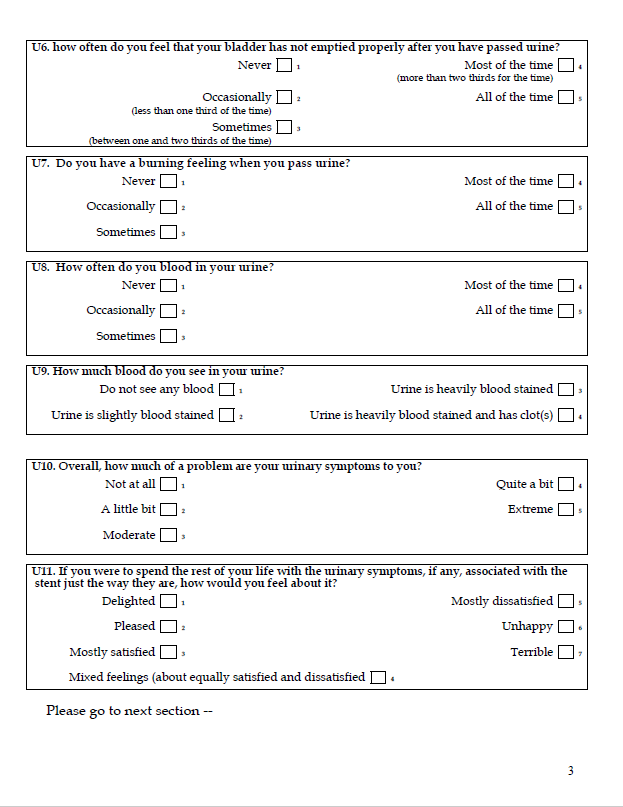 U6. how often do you feel that your bladder has not emptied properly after you have passed urine?
Never 1 Most of the time 4
(more than two thirds for the time)
Occasionally 2 All of the time 5
(less than one third of the time)
Sometimes 3
(between one and two thirds of the time)
U7. Do you have a burning feeling when you pass urine?
Never 1 Most of the time 4
Occasionally 2 All of the time 5
Sometimes 3
U8. How often do you blood in your urine?
Never 1 Most of the time 4
Occasionally 2 All of the time 5
Sometimes 3
U9. How much blood do you see in your urine?
Do not see any blood 1 Urine is heavily blood stained 3
Urine is slightly blood stained 2 Urine is heavily blood stained and has clot(s) 4
U10. Overall, how much of a problem are your urinary symptoms to you?
Not at all 1 Quite a bit 4
A little bit 2 Extreme 5
Moderate 3
U11. If you were to spend the rest of your life with the urinary symptoms, if any, associated with the
stent just the way they are, how would you feel about it?
Delighted 1 Mostly dissatisfied 5
Pleased 2 Unhappy 6
Mostly satisfied 3 Terrible 7
Mixed feelings (about equally satisfied and dissatisfied 4
Please go to next section --
3